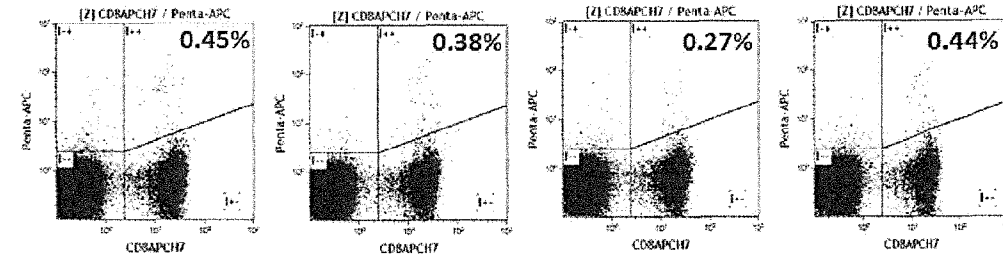 [Z] CD8APCH7 / Penta-APC
I-+
I++
0.45%
Penta-APC
I--
I+-
CD8APCH7
[Z] CD8APCH7 / Penta-APC
I-+
I++
0.38%
Penta-APC
I--
I+-
CD8APCH7
[Z] CD8APCH7 / Penta-APC
I-+
I++
0.27%
Penta-APC
I--
I+-
CD8APCH7
[Z] CD8APCH7 / Penta-APC
I-+
I++
0.44%
Penta-APC
I--
I+-
CD8APCH7